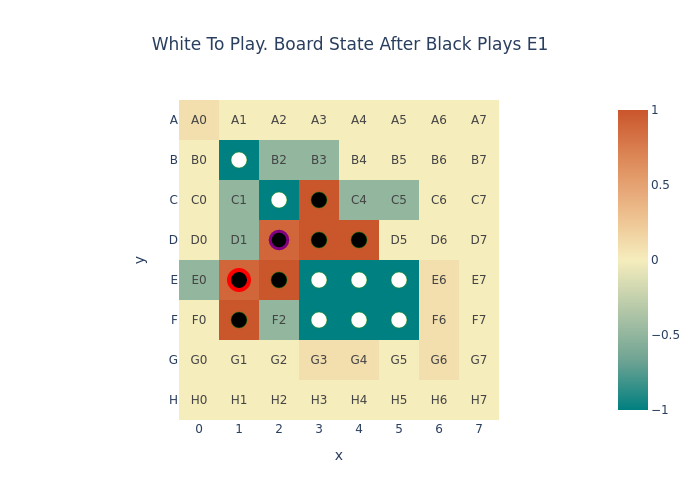 White To Play. Board State After Black Plays E1
A A0 A1 A2 A3 A4 A5 A6 A7
B B0 B2 B3 B4 B5 B6 B7
C C0 C1 C4 C5 C6 C7
D D0 D1 D5 D6 D7
E E0 E6 E7
F F0 F2 F6 F7
G G0 G1 G2 G3 G4 G5 G6 G7
H H0 H1 H2 H3 H4 H5 H6 H7
0 1 2 3 4 5 6 7
x
y
1
0.5
0
−0.5
−1